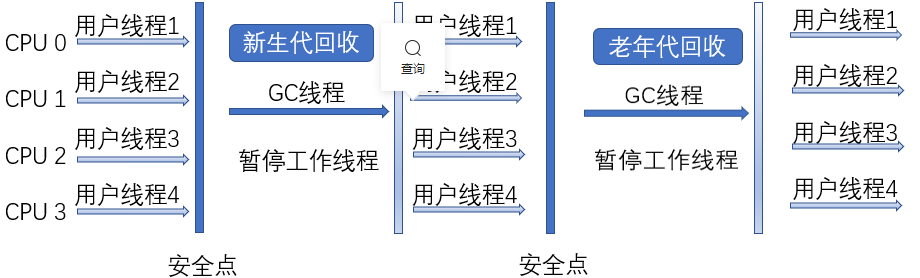 CPU 0
用户线程1
CPU 1
用户线程2
CPU 2
用户线程3
CPU 3
用户线程4
安全点
新生代回收
GC线程
暂停工作线程
查询
用户线程1
用户线程2
用户线程3
用户线程4
安全点
老年代回收
GC线程
暂停工作线程
用户线程1
用户线程2
用户线程3
用户线程4